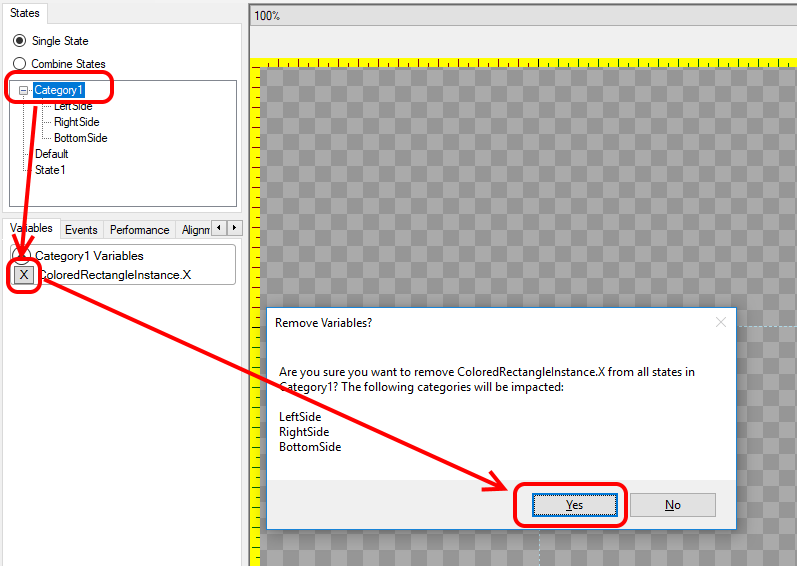 States
100%
Single State
Combine States
Category1
LeftSide
RightSide
BottomSide
Default
State1
Variables Events Performance Alignm
Category1 Variables
X ColoredRectangleInstance.X
Remove Variables?
Are you sure you want to remove ColoredRectangleInstance.X from all states in
Category1? The following categories will be impacted:
LeftSide
RightSide
BottomSide
Yes No